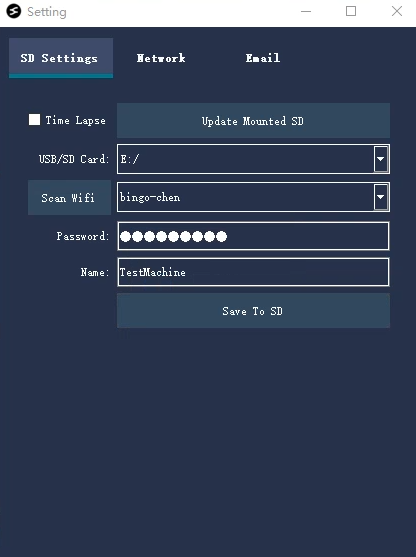 Setting
SD Settings Network Email
Time Lapse Update Mounted SD
USB/SD Card: E:/
Scan Wifi bingo-chen
Password: ●●●●●●●●●
Name: TestMachine
Save To SD